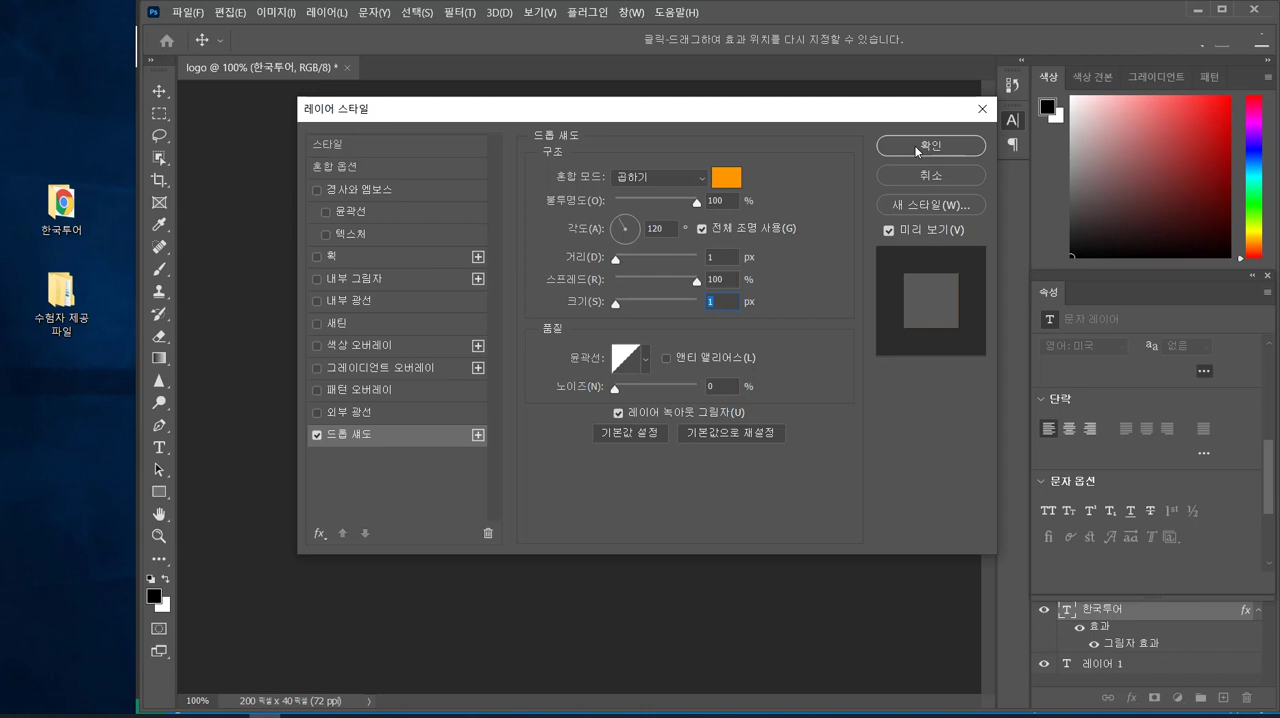 파일(F) 편집(E) 이미지(I) 레이어(L) 문자(Y) 선택(S) 필터(T) 3D(D) 보기(V) 플러그인 창(W) 도움말(H)
클릭-드래그하여 효과 위치를 다시 지정할 수 있습니다.
logo @ 100% (한국투어, RGB/8) *
한국투어
수험자 제공
파일
레이어 스타일
스타일
혼합 옵션
경사와 엠보스
윤곽선
텍스처
획
내부 그림자
내부 광선
새틴
색상 오버레이
그레이디언트 오버레이
패턴 오버레이
외부 광선
드롭 섀도
fx
드롭 섀도
구조
혼합 모드: 곱하기
불투명도(O): 100 %
각도(A): 120 ° 전체 조명 사용(G)
거리(D): 1 px
스프레드(R): 100 %
크기(S): 1 px
품질
윤곽선: 앤티 앨리어스(L)
노이즈(N): 0 %
레이어 녹아웃 그림자(U)
기본값 설정 기본값으로 재설정
확인
취소
새 스타일(W)...
미리 보기(V)
색상 색상 견본 그레이디언트 패턴
속성
T 문자 레이어
영어: 미국 없음
단락
문자 옵션
한국투어 fx
효과
그림자 효과
T 레이어 1
100% 200 픽셀 x 40 픽셀 (72 ppi)